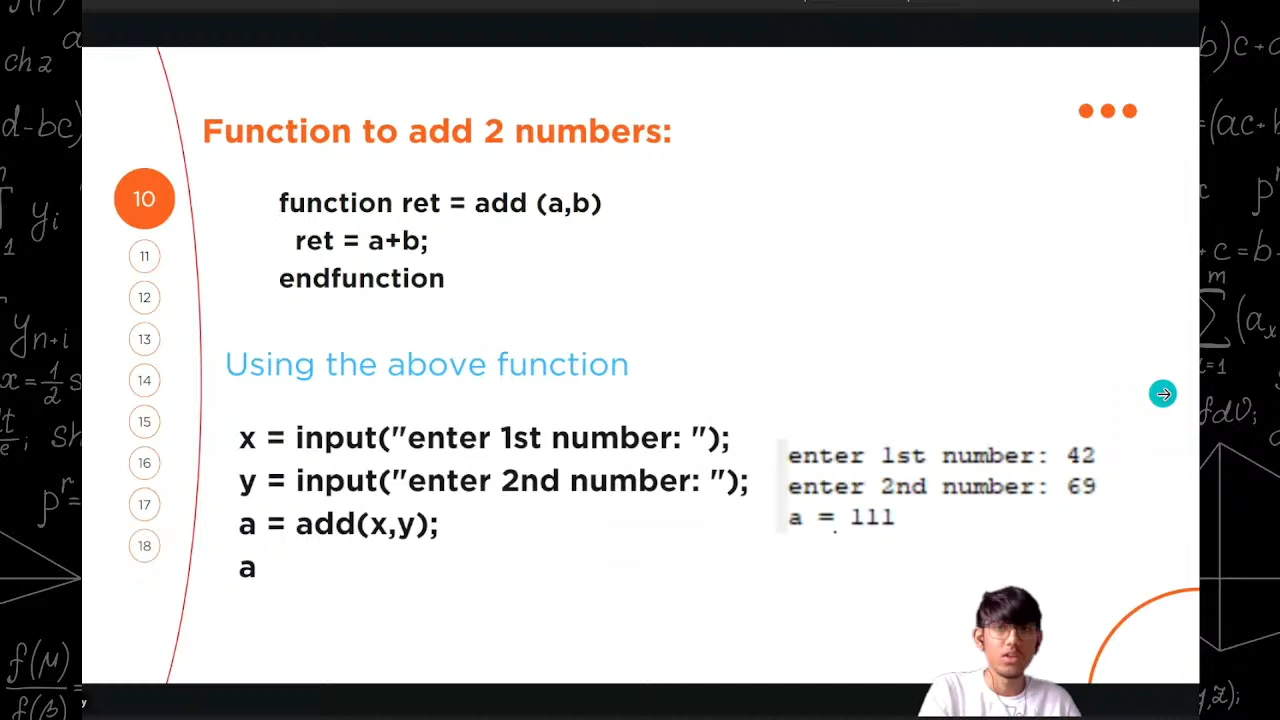 Function to add 2 numbers:
function ret = add (a,b)
ret = a+b;
endfunction
10
11
12
13
14
15
16
17
18
Using the above function
x = input("enter 1st number: ");
y = input("enter 2nd number: ");
a = add(x,y);
a
enter 1st number: 42
enter 2nd number: 69
a = 111